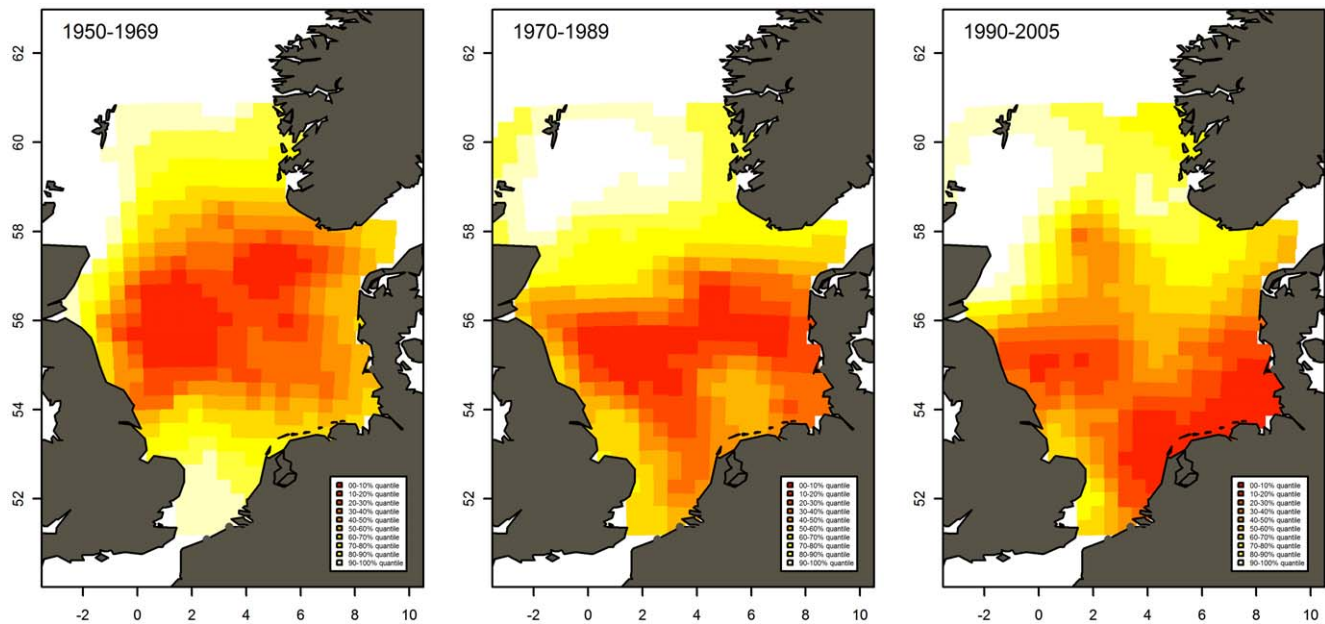 1950-1969
62
60
58
56
54
52
-2 0 2 4 6 8 10
00-10% quantile
10-20% quantile
20-30% quantile
30-40% quantile
40-50% quantile
50-60% quantile
60-70% quantile
70-80% quantile
80-90% quantile
90-100% quantile
1970-1989
62
60
58
56
54
52
-2 0 2 4 6 8 10
00-10% quantile
10-20% quantile
20-30% quantile
30-40% quantile
40-50% quantile
50-60% quantile
60-70% quantile
70-80% quantile
80-90% quantile
90-100% quantile
1990-2005
62
60
58
56
54
52
-2 0 2 4 6 8 10
00-10% quantile
10-20% quantile
20-30% quantile
30-40% quantile
40-50% quantile
50-60% quantile
60-70% quantile
70-80% quantile
80-90% quantile
90-100% quantile